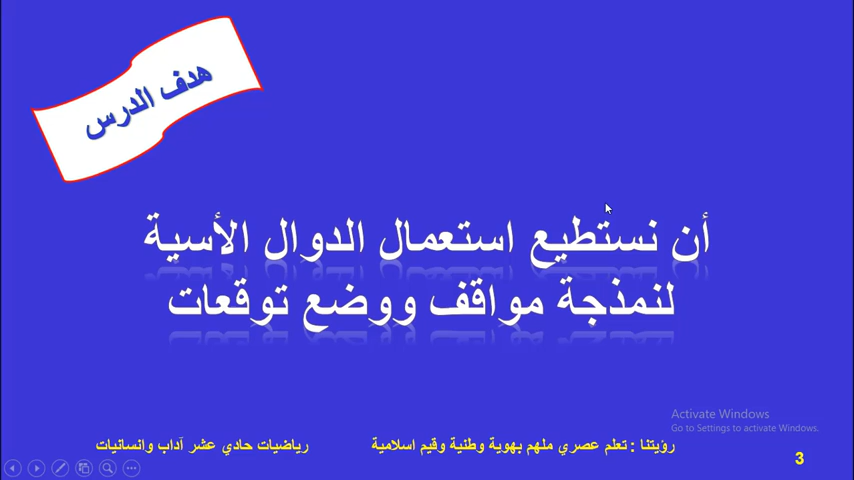 هدف الدرس
أن نستطيع استعمال الدوال الأسية
لنمذجة مواقف ووضع توقعات
Activate Windows
Go to Settings to activate Windows.
رؤيتنا : تعلم عصري ملهم بهوية وطنية وقيم اسلامية
رياضيات حادي عشر آداب وانسانيات
3